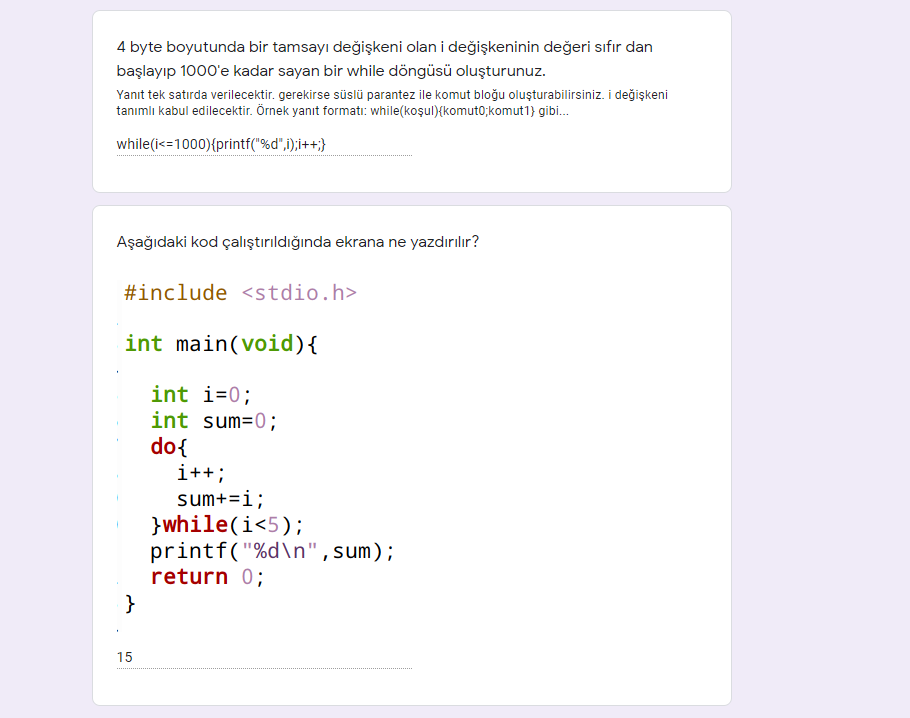 4 byte boyutunda bir tamsayı değişkeni olan i değişkeninin değeri sıfır dan
başlayıp 1000'e kadar sayan bir while döngüsü oluşturunuz.
Yanıt tek satırda verilecektir. gerekirse süslü parantez ile komut bloğu oluşturabilirsiniz. i değişkeni
tanımlı kabul edilecektir. Örnek yanıt formatı: while(koşul){komut0;komut1} gibi...
while(i<=1000){printf("%d",i);i++;}
Aşağıdaki kod çalıştırıldığında ekrana ne yazdırılır?
#include <stdio.h>
int main(void){
int i=0;
int sum=0;
do{
i++;
sum+=i;
}while(i<5);
printf("%d\n",sum);
return 0;
}
15